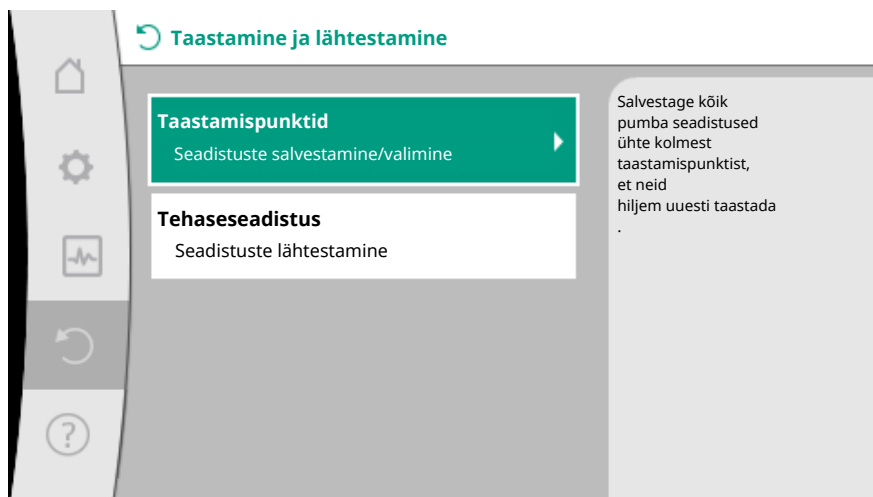 Taastamine ja lähtestamine
Taastamispunktid
Seadistuste salvestamine/valimine
Tehaseseadistus
Seadistuste lähtestamine
Salvestage kõik
pumba seadistused
ühte kolmest
taastamispunktist,
et neid
hiljem uuesti taastada
.
?